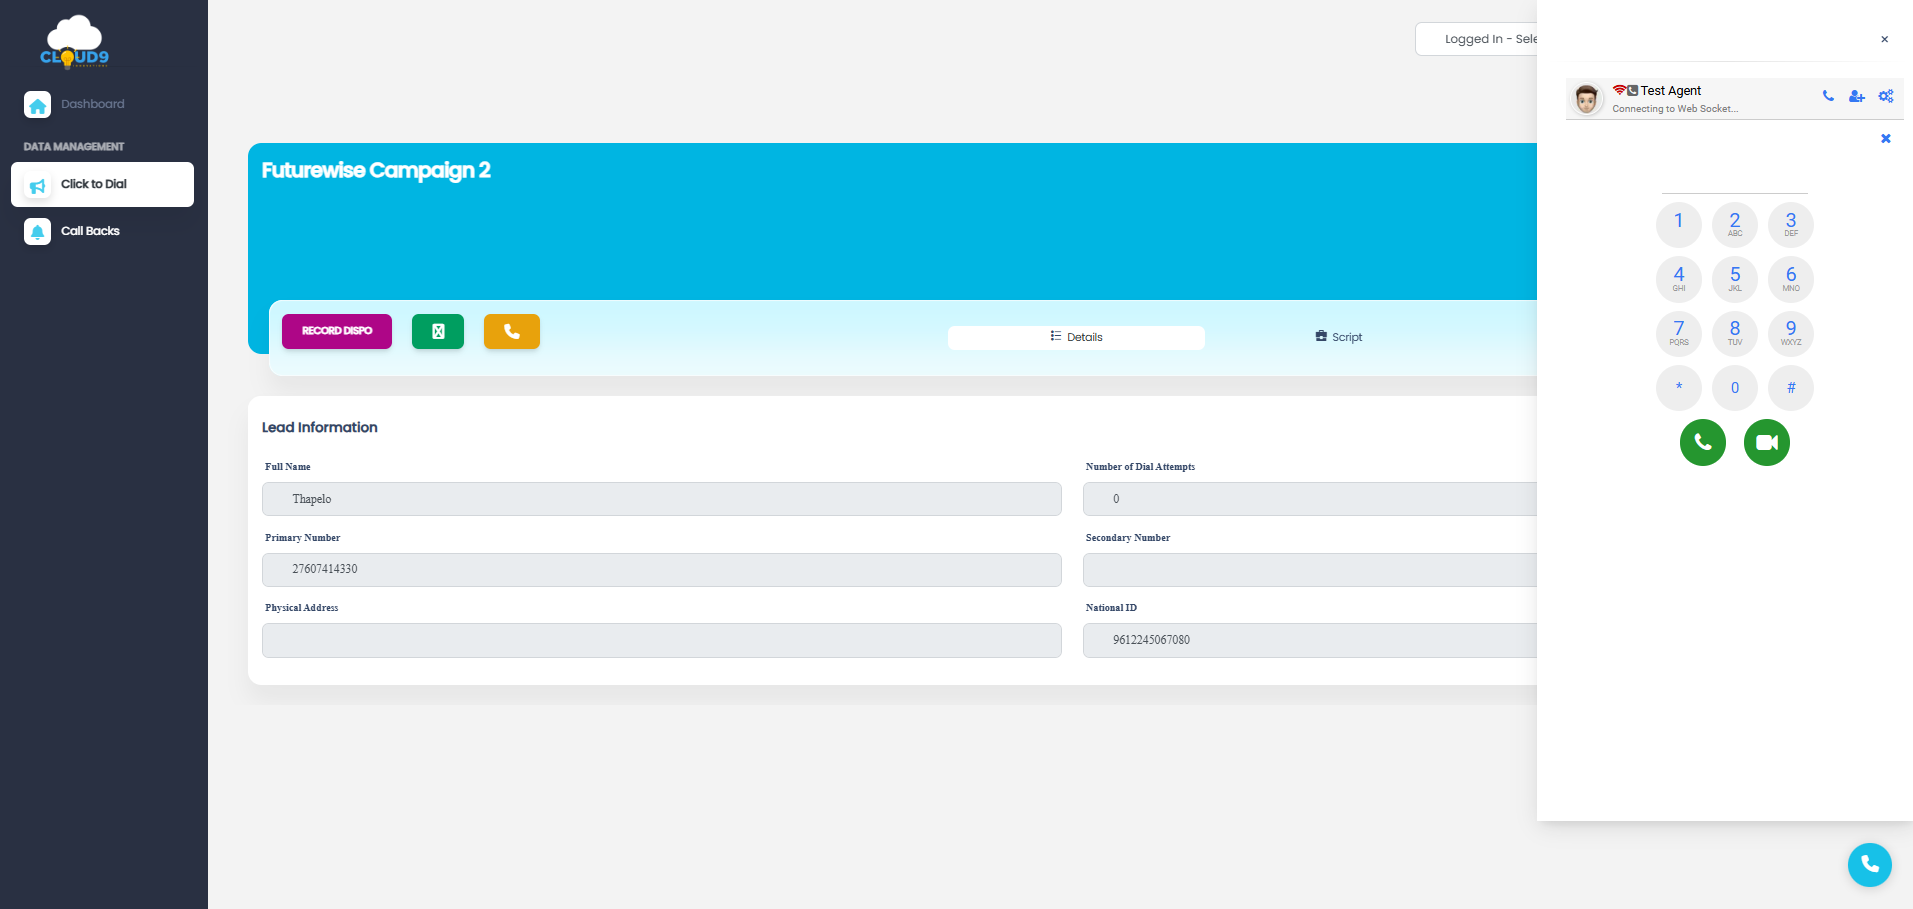 CLOUD9
Dashboard
DATA MANAGEMENT
Click to Dial
Call Backs
Logged In - Sele
Futurewise Campaign 2
RECORD DISPO
Details
Script
Lead Information
Full Name
Number of Dial Attempts
Thapelo
0
Primary Number
Secondary Number
27607414330
Physical Address
National ID
9612245067080
×
Test Agent
Connecting to Web Socket...
1
2
3
ABC
DEF
4
5
6
GHI
JKL
MNO
7
8
9
PQRS
TUV
WXYZ
*
0
#